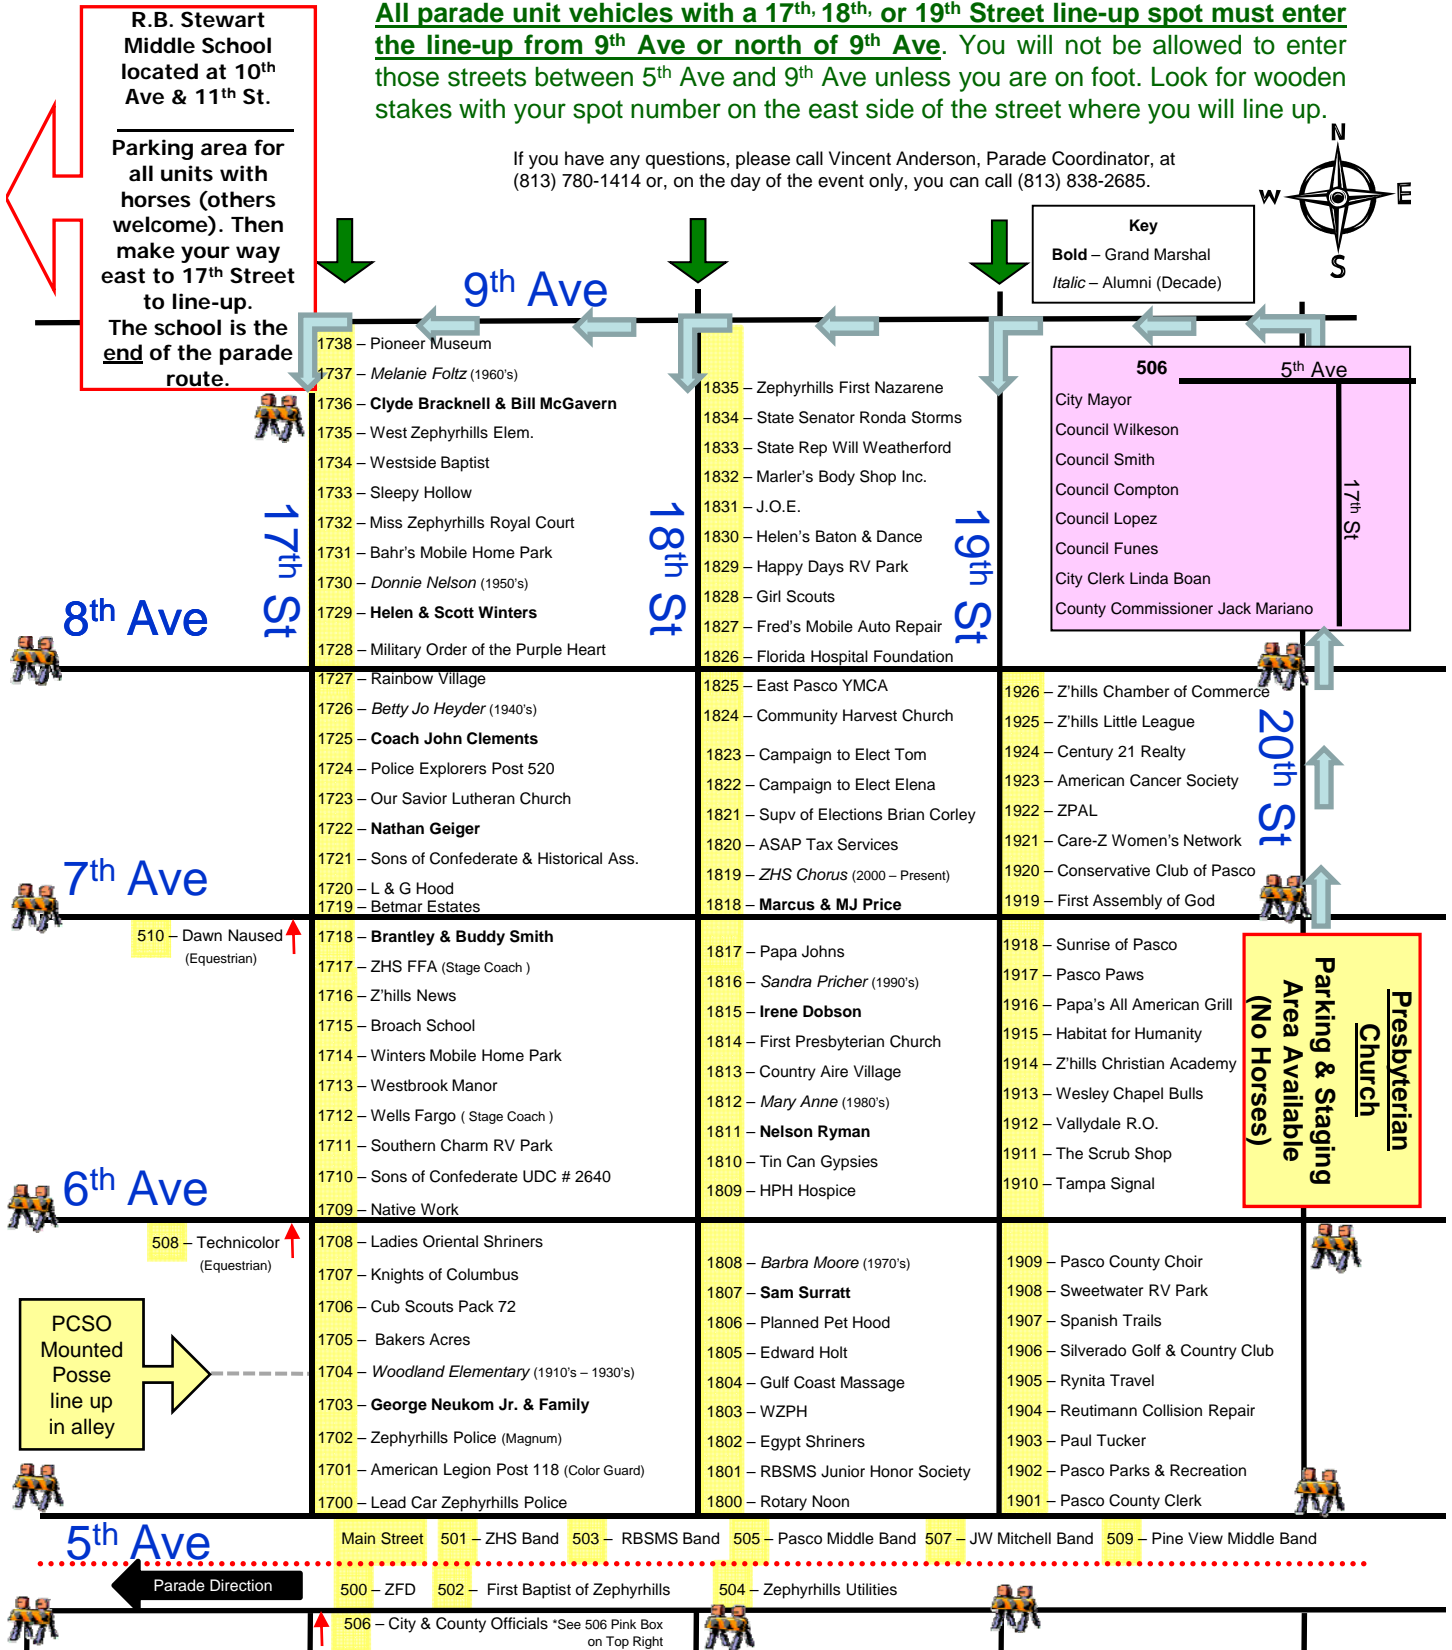 R.B. Stewart
Middle School
located at 10th
Ave & 11th St.
Parking area for
all units with
horses (others
welcome). Then
make your way
east to 17th Street
to line-up.
The school is the
end of the parade
route.
All parade unit vehicles with a 17th, 18th, or 19th Street line-up spot must enter
the line-up from 9th Ave or north of 9th Ave. You will not be allowed to enter
those streets between 5th Ave and 9th Ave unless you are on foot. Look for wooden
stakes with your spot number on the east side of the street where you will line up.
If you have any questions, please call Vincent Anderson, Parade Coordinator, at
(813) 780-1414 or, on the day of the event only, you can call (813) 838-2685.
N
W E
S
Key
Bold – Grand Marshal
Italic – Alumni (Decade)
9th Ave
17th St
1738 – Pioneer Museum
1737 – Melanie Foltz (1960's)
1736 – Clyde Bracknell & Bill McGavern
1735 – West Zephyrhills Elem.
1734 – Westside Baptist
1733 – Sleepy Hollow
1732 – Miss Zephyrhills Royal Court
1731 – Bahr's Mobile Home Park
1730 – Donnie Nelson (1950's)
1729 – Helen & Scott Winters
1728 – Military Order of the Purple Heart
18th St
1835 – Zephyrhills First Nazarene
1834 – State Senator Ronda Storms
1833 – State Rep Will Weatherford
1832 – Marler's Body Shop Inc.
1831 – J.O.E.
1830 – Helen's Baton & Dance
1829 – Happy Days RV Park
1828 – Girl Scouts
1827 – Fred's Mobile Auto Repair
1826 – Florida Hospital Foundation
19th St
506
5th Ave
17th St
City Mayor
Council Wilkeson
Council Smith
Council Compton
Council Lopez
Council Funes
City Clerk Linda Boan
County Commissioner Jack Mariano
8th Ave
1727 – Rainbow Village
1726 – Betty Jo Heyder (1940's)
1725 – Coach John Clements
1724 – Police Explorers Post 520
1723 – Our Savior Lutheran Church
1722 – Nathan Geiger
1721 – Sons of Confederate & Historical Ass.
1720 – L & G Hood
1719 – Betmar Estates
1825 – East Pasco YMCA
1824 – Community Harvest Church
1823 – Campaign to Elect Tom
1822 – Campaign to Elect Elena
1821 – Supv of Elections Brian Corley
1820 – ASAP Tax Services
1819 – ZHS Chorus (2000 – Present)
1818 – Marcus & MJ Price
1926 – Z'hills Chamber of Commerce
1925 – Z'hills Little League
1924 – Century 21 Realty
1923 – American Cancer Society
1922 – ZPAL
1921 – Care-Z Women's Network
1920 – Conservative Club of Pasco
1919 – First Assembly of God
20th St
7th Ave
510 – Dawn Naused
(Equestrian)
1718 – Brantley & Buddy Smith
1717 – ZHS FFA (Stage Coach )
1716 – Z'hills News
1715 – Broach School
1714 – Winters Mobile Home Park
1713 – Westbrook Manor
1712 – Wells Fargo ( Stage Coach )
1711 – Southern Charm RV Park
1710 – Sons of Confederate UDC # 2640
1709 – Native Work
1817 – Papa Johns
1816 – Sandra Pricher (1990's)
1815 – Irene Dobson
1814 – First Presbyterian Church
1813 – Country Aire Village
1812 – Mary Anne (1980's)
1811 – Nelson Ryman
1810 – Tin Can Gypsies
1809 – HPH Hospice
1918 – Sunrise of Pasco
1917 – Pasco Paws
1916 – Papa's All American Grill
1915 – Habitat for Humanity
1914 – Z'hills Christian Academy
1913 – Wesley Chapel Bulls
1912 – Vallydale R.O.
1911 – The Scrub Shop
1910 – Tampa Signal
Presbyterian
Church
Parking & Staging
Area Available
(No Horses)
6th Ave
508 – Technicolor
(Equestrian)
PCSO
Mounted
Posse
line up
in alley
1708 – Ladies Oriental Shriners
1707 – Knights of Columbus
1706 – Cub Scouts Pack 72
1705 – Bakers Acres
1704 – Woodland Elementary (1910's – 1930's)
1703 – George Neukom Jr. & Family
1702 – Zephyrhills Police (Magnum)
1701 – American Legion Post 118 (Color Guard)
1700 – Lead Car Zephyrhills Police
1808 – Barbra Moore (1970's)
1807 – Sam Surratt
1806 – Planned Pet Hood
1805 – Edward Holt
1804 – Gulf Coast Massage
1803 – WZPH
1802 – Egypt Shriners
1801 – RBSMS Junior Honor Society
1800 – Rotary Noon
1909 – Pasco County Choir
1908 – Sweetwater RV Park
1907 – Spanish Trails
1906 – Silverado Golf & Country Club
1905 – Rynita Travel
1904 – Reutimann Collision Repair
1903 – Paul Tucker
1902 – Pasco Parks & Recreation
1901 – Pasco County Clerk
5th Ave
Main Street 501 – ZHS Band 503 – RBSMS Band 505 – Pasco Middle Band 507 – JW Mitchell Band 509 – Pine View Middle Band
Parade Direction
500 – ZFD 502 – First Baptist of Zephyrhills 504 – Zephyrhills Utilities
506 – City & County Officials *See 506 Pink Box
on Top Right